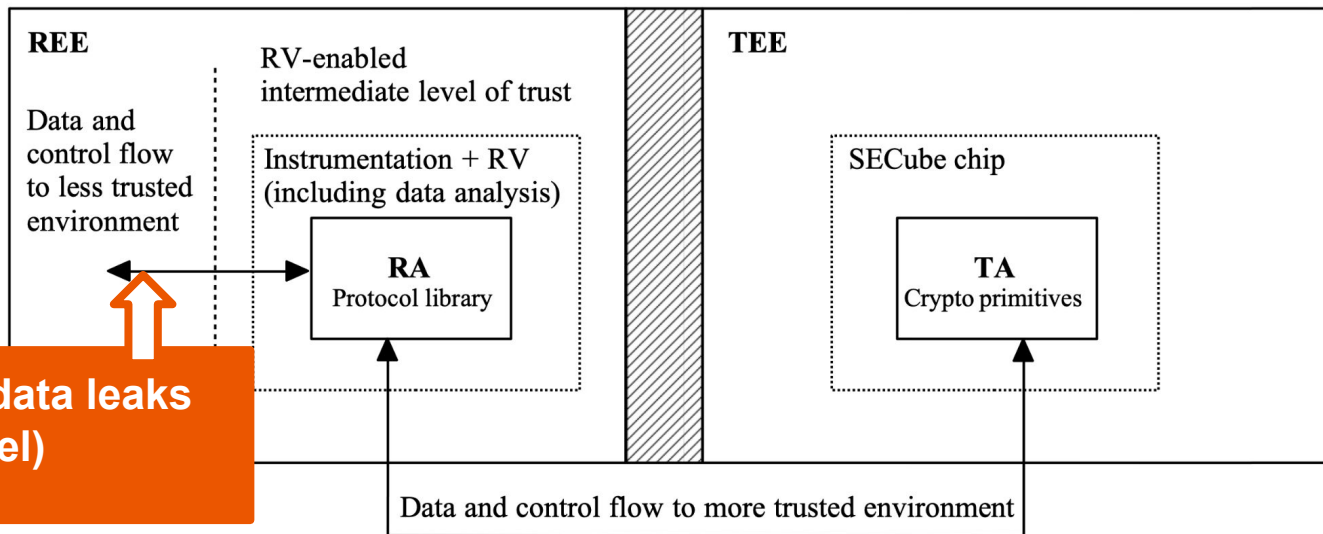 REE
RV-enabled
intermediate level of trust
Data and
control flow
to less trusted
environment
Instrumentation + RV
(including data analysis)
RA
Protocol library
TEE
SECube chip
TA
Crypto primitives
data leaks
el)
Data and control flow to more trusted environment